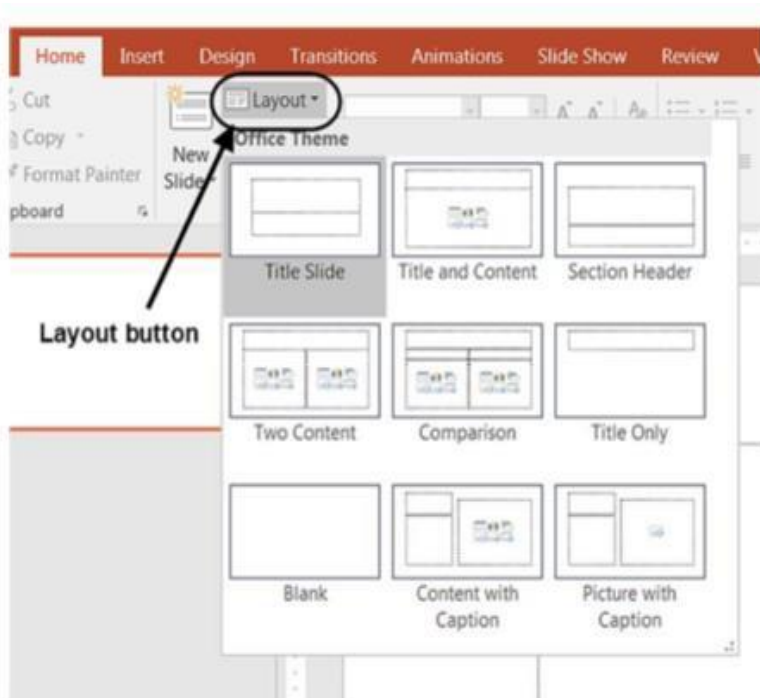 Home Insert Design Transitions Animations Slide Show Review
Cut
Layout
Copy
New
Slide
Format Painter
pboard
Office Theme
Title Slide Title and Content Section Header
Layout button
Two Content Comparison Title Only
Blank Content with
Caption Picture with
Caption